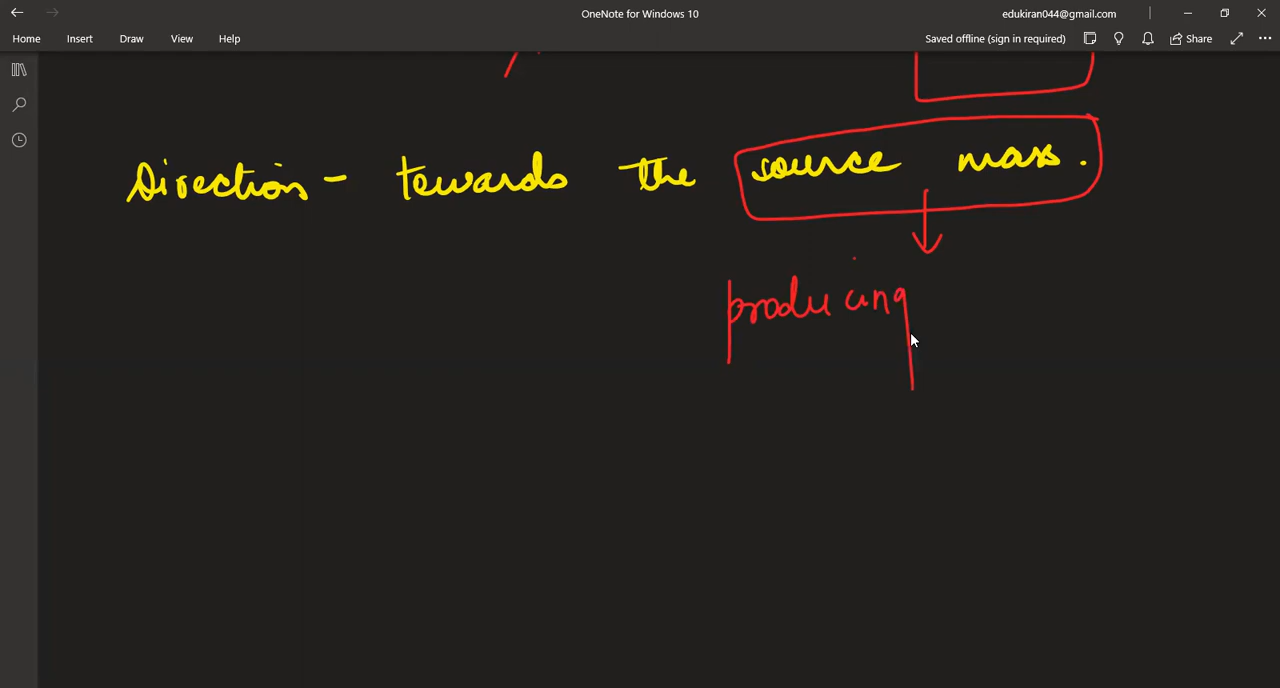 OneNote for Windows 10
edukiran044@gmail.com
Home Insert Draw View Help
Saved offline (sign in required)
Share
Direction - towards the source mass.
producing